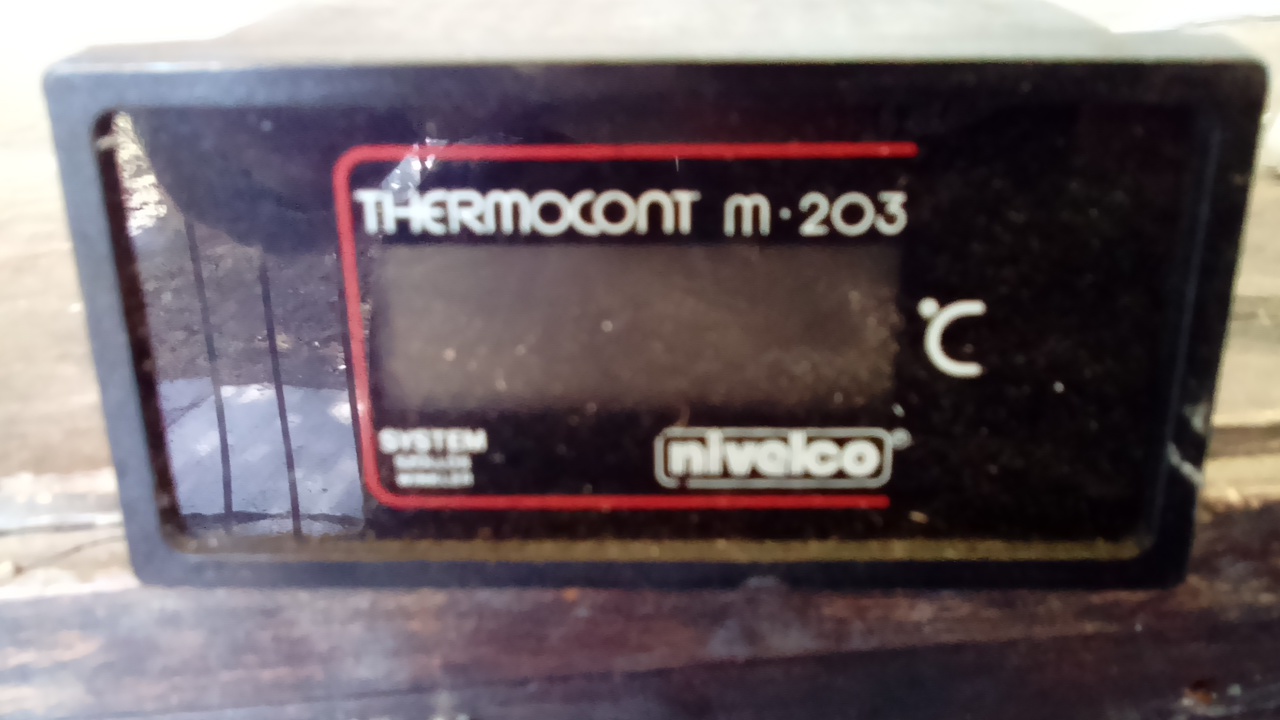 THERMOCONT M·203
°C
SYSTEM
nivelco®